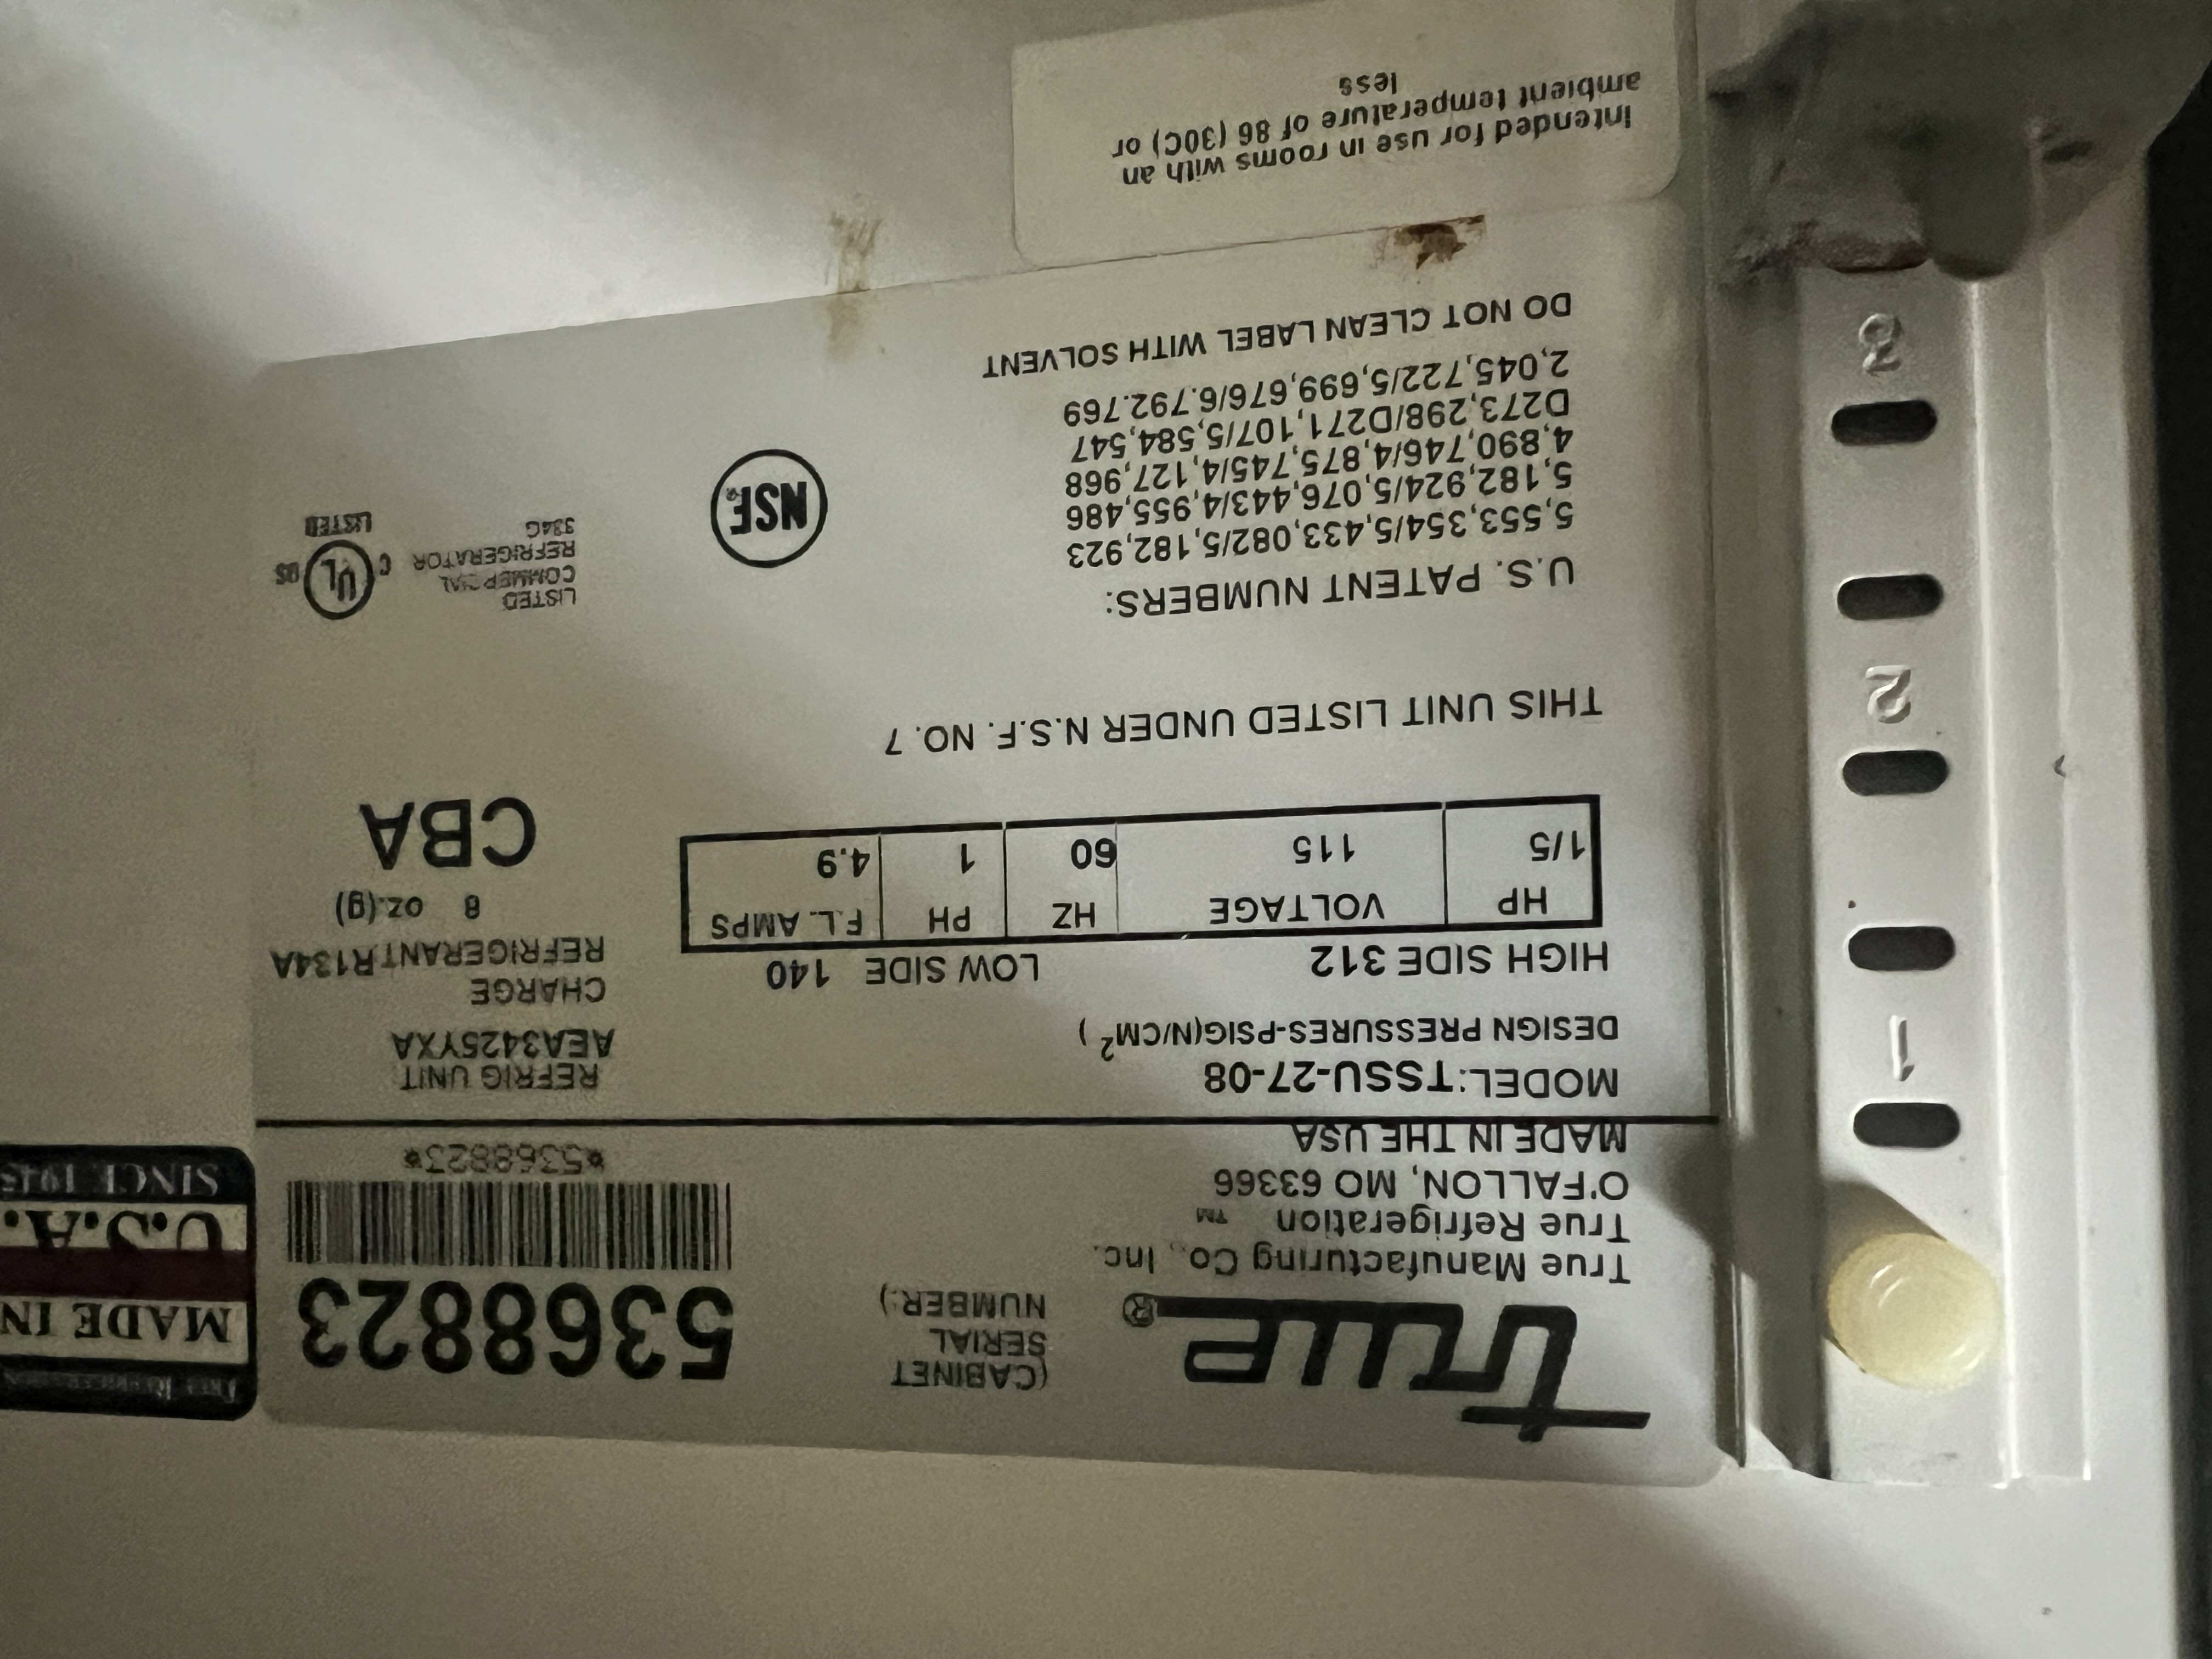 true®
(CABINET
SERIAL
NUMBER:)
5368823
*5368823*
True Manufacturing Co., Inc.
True Refrigeration ™
O'FALLON, MO 63366
MADE IN THE USA
MODEL:TSSU-27-08
REFRIG UNIT
AEA3425YXA
DESIGN PRESSURES-PSIG(N/CM²)
HIGH SIDE 312 LOW SIDE 140
CHARGE
REFRIGERANT R134A
8 oz.(g)
HP VOLTAGE HZ PH F.L. AMPS
1/5 115 60 1 4.9
CBA
THIS UNIT LISTED UNDER N.S.F. NO. 7
U.S. PATENT NUMBERS:
5,553,354/5,433,082/5,182,923
5,182,924/5,076,443/4,955,486
4,890,746/4,875,745/4,127,968
D273,298/D271,107/5,584,547
2,045,722/5,699,676/6.792.769
DO NOT CLEAN LABEL WITH SOLVENT
NSF®
LISTED
COMMERCIAL
REFRIGERATOR
334G
C UL US
LISTED
Intended for use in rooms with an
ambient temperature of 86 (30C) or
less
TRUE REFRIGERATION
MADE IN
U.S.A.
SINCE 1945
1
2
3